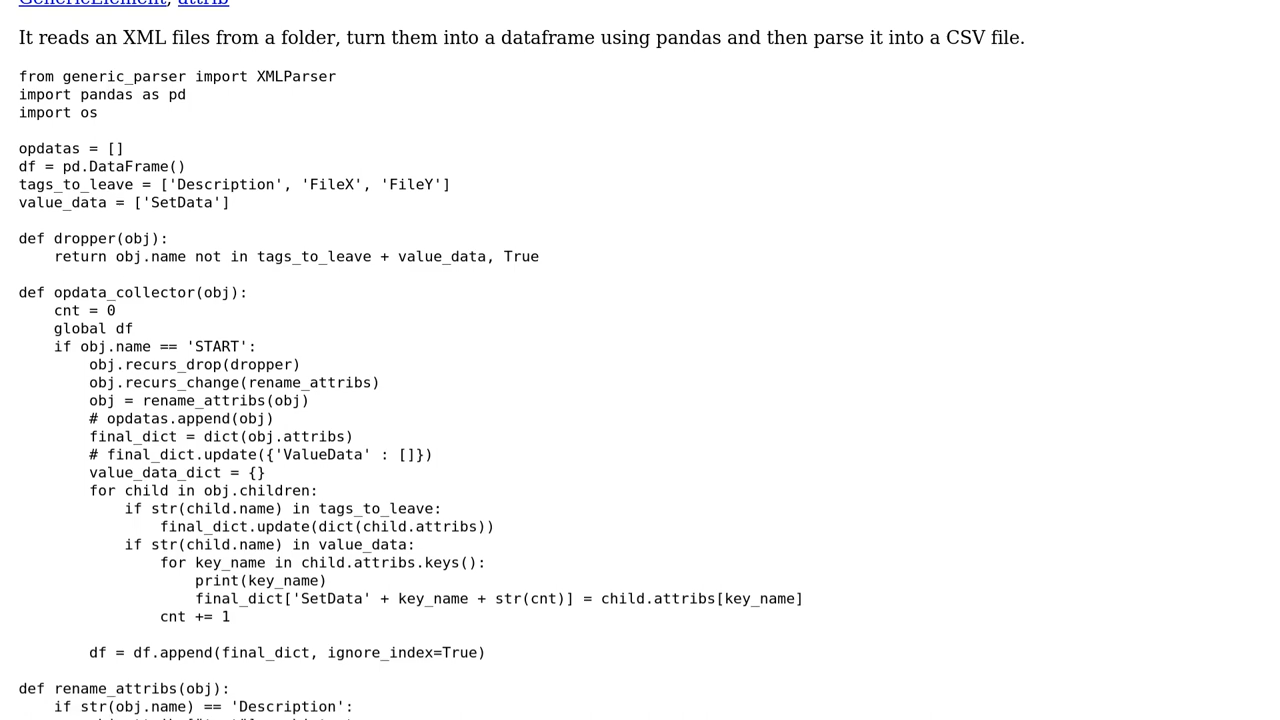 GenericElement, attrib
It reads an XML files from a folder, turn them into a dataframe using pandas and then parse it into a CSV file.
from generic_parser import XMLParser
import pandas as pd
import os
opdatas = []
df = pd.DataFrame()
tags_to_leave = ['Description', 'FileX', 'FileY']
value_data = ['SetData']
def dropper(obj):
    return obj.name not in tags_to_leave + value_data, True
def opdata_collector(obj):
    cnt = 0
    global df
    if obj.name == 'START':
        obj.recurs_drop(dropper)
        obj.recurs_change(rename_attribs)
        obj = rename_attribs(obj)
        # opdatas.append(obj)
        final_dict = dict(obj.attribs)
        # final_dict.update({'ValueData' : []})
        value_data_dict = {}
        for child in obj.children:
            if str(child.name) in tags_to_leave:
                final_dict.update(dict(child.attribs))
            if str(child.name) in value_data:
                for key_name in child.attribs.keys():
                    print(key_name)
                    final_dict['SetData' + key_name + str(cnt)] = child.attribs[key_name]
                cnt += 1
        df = df.append(final_dict, ignore_index=True)
def rename_attribs(obj):
    if str(obj.name) == 'Description':